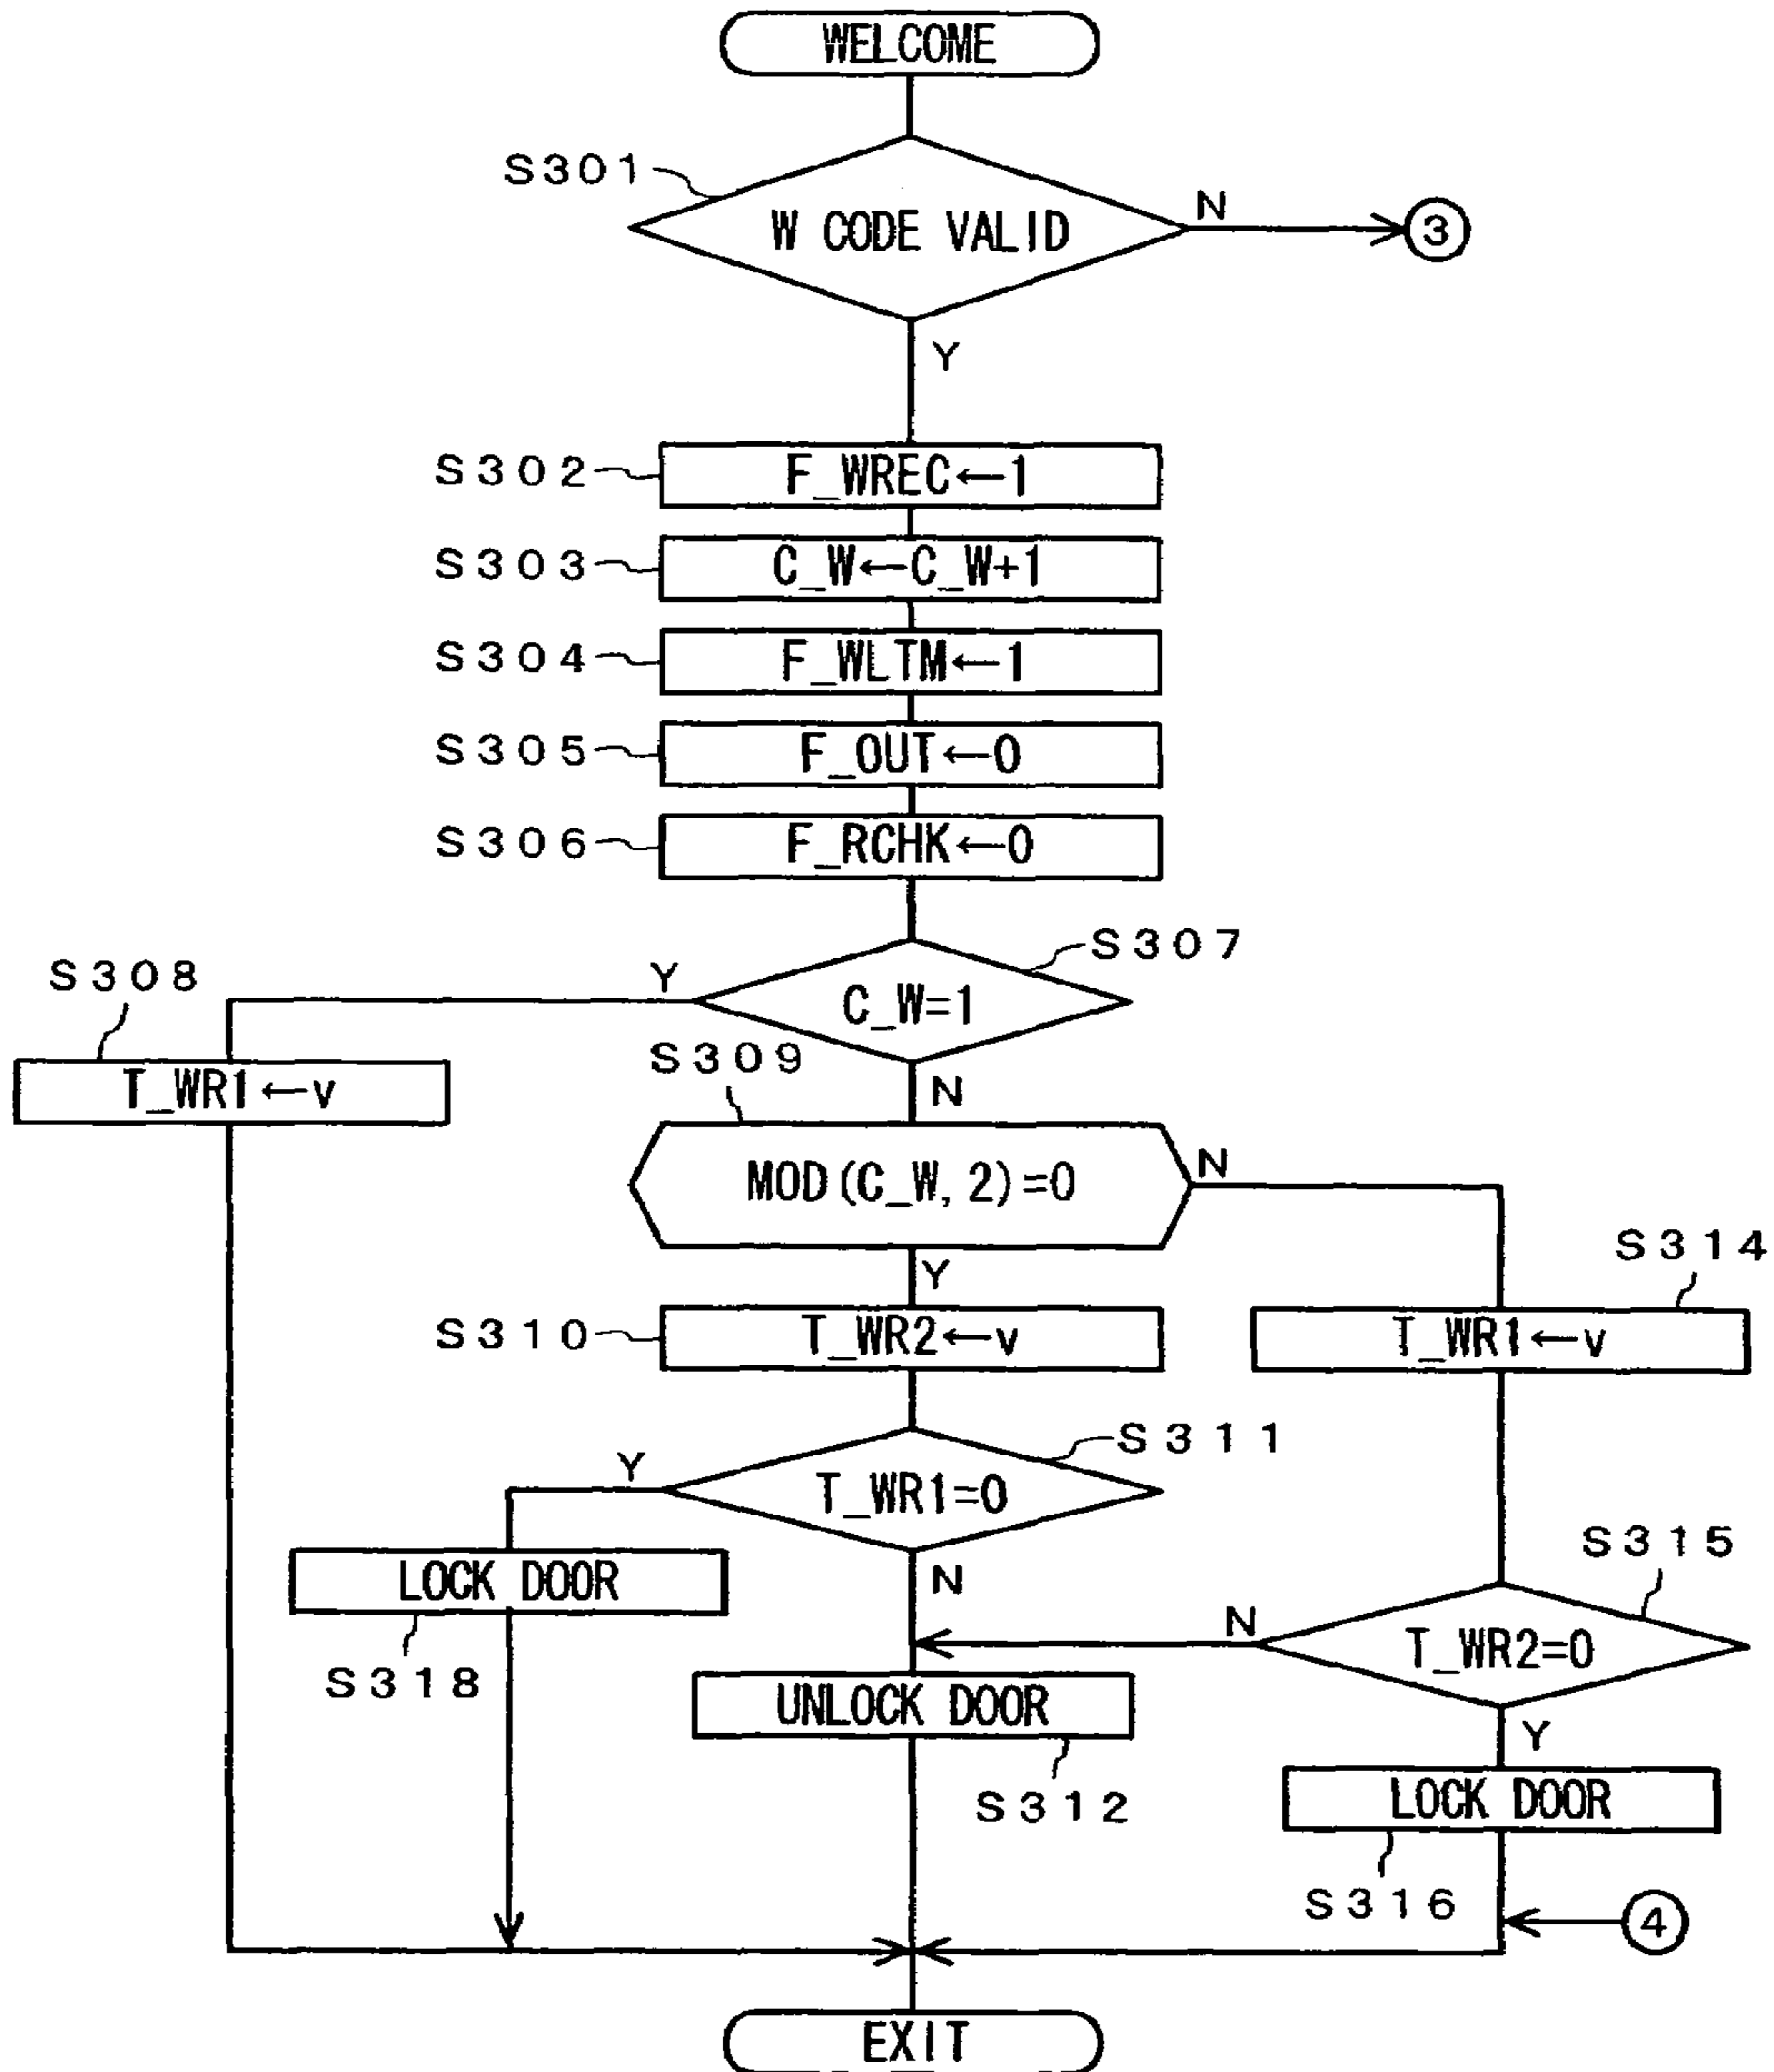 WELCOME
S301
W CODE VALID
N
3
Y
S302
F_WREC←1
S303
C_W←C_W+1
S304
F_WLTM←1
S305
F_OUT←0
S306
F_RCHK←0
S307
C_W=1
Y
S308
T_WR1←v
N
S309
MOD(C_W, 2)=0
N
Y
S310
T_WR2←v
S314
T_WR1←v
S311
T_WR1=0
Y
N
S318
LOCK DOOR
S315
T_WR2=0
N
Y
UNLOCK DOOR
S312
LOCK DOOR
S316
4
EXIT